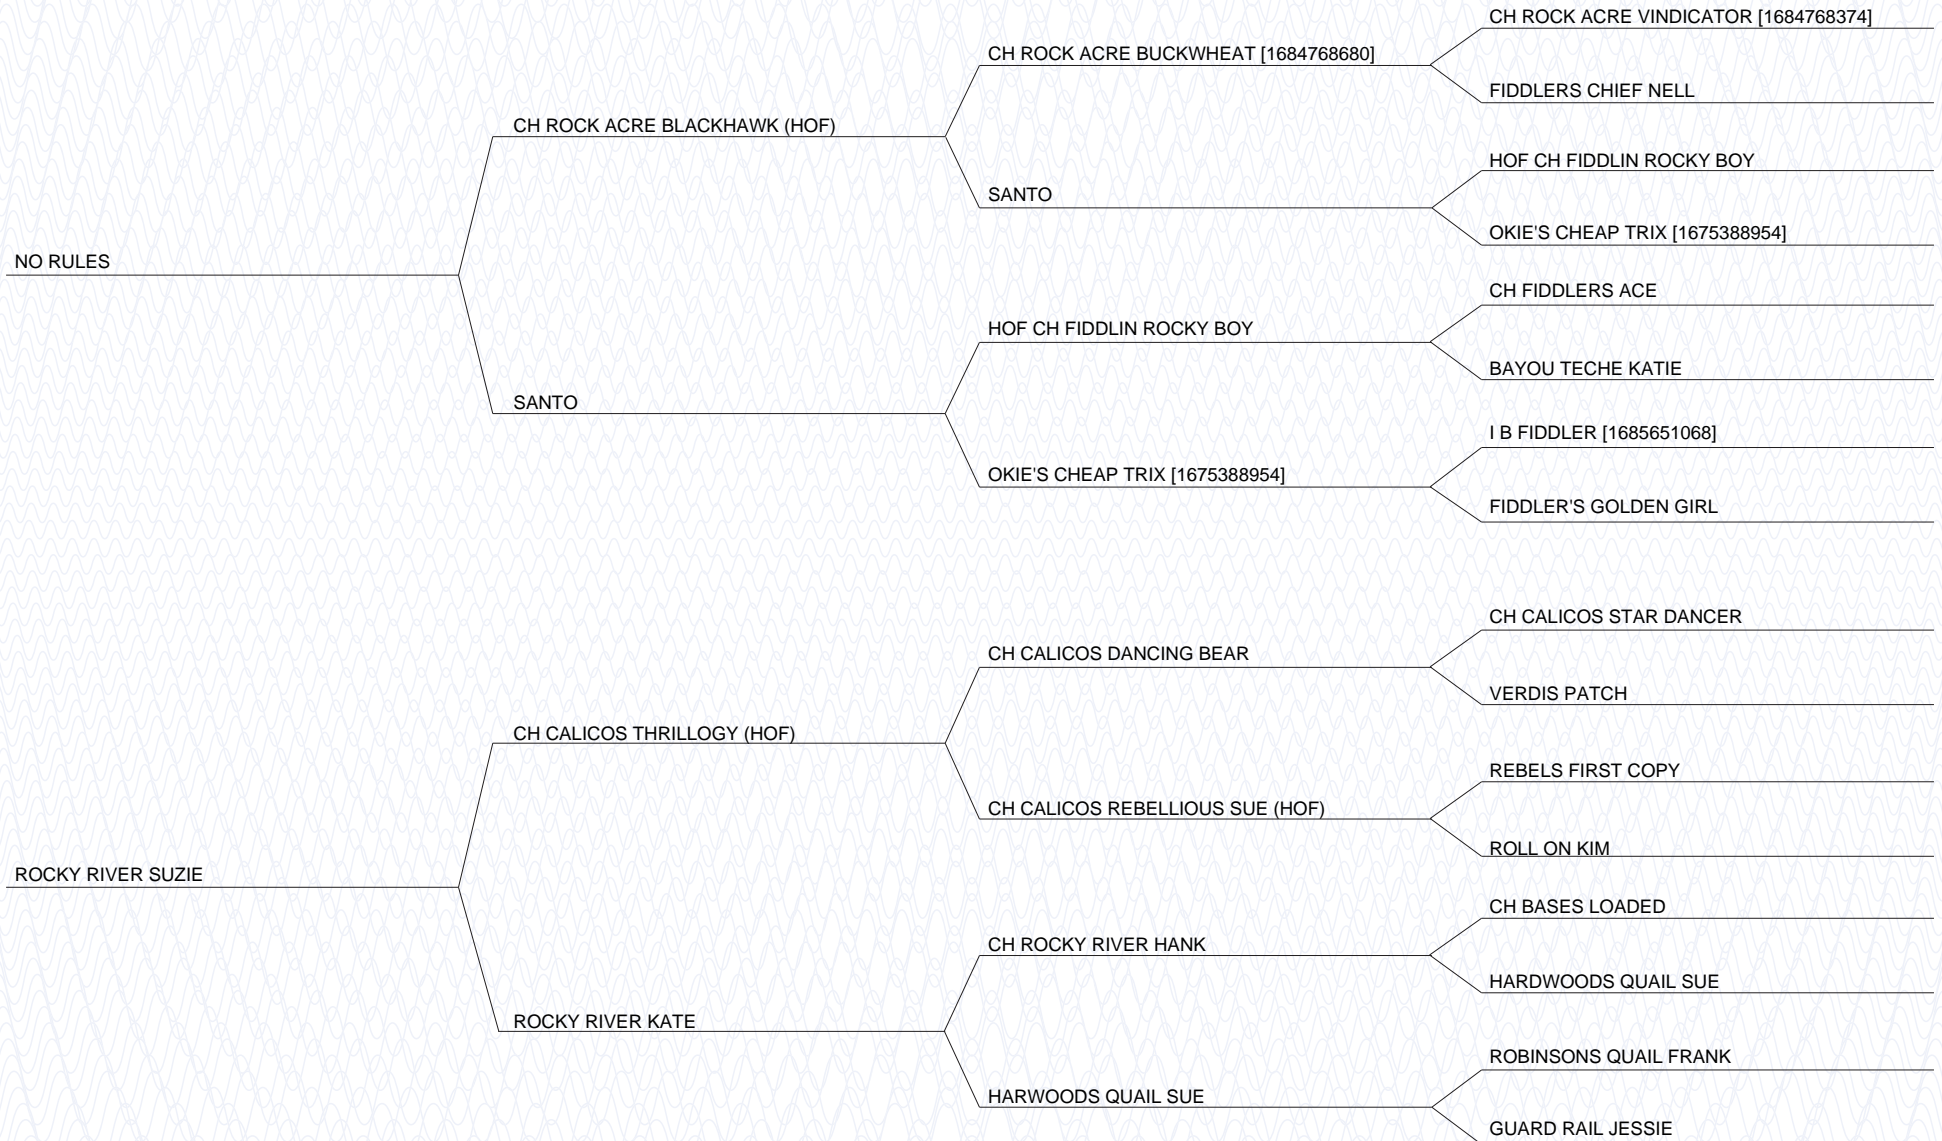 NO RULES
CH ROCK ACRE BLACKHAWK (HOF)
CH ROCK ACRE BUCKWHEAT [1684768680]
CH ROCK ACRE VINDICATOR [1684768374]
FIDDLERS CHIEF NELL
SANTO
HOF CH FIDDLIN ROCKY BOY
OKIE'S CHEAP TRIX [1675388954]
SANTO
HOF CH FIDDLIN ROCKY BOY
CH FIDDLERS ACE
BAYOU TECHE KATIE
OKIE'S CHEAP TRIX [1675388954]
I B FIDDLER [1685651068]
FIDDLER'S GOLDEN GIRL
ROCKY RIVER SUZIE
CH CALICOS THRILLOGY (HOF)
CH CALICOS DANCING BEAR
CH CALICOS STAR DANCER
VERDIS PATCH
CH CALICOS REBELLIOUS SUE (HOF)
REBELS FIRST COPY
ROLL ON KIM
ROCKY RIVER KATE
CH ROCKY RIVER HANK
CH BASES LOADED
HARDWOODS QUAIL SUE
HARWOODS QUAIL SUE
ROBINSONS QUAIL FRANK
GUARD RAIL JESSIE